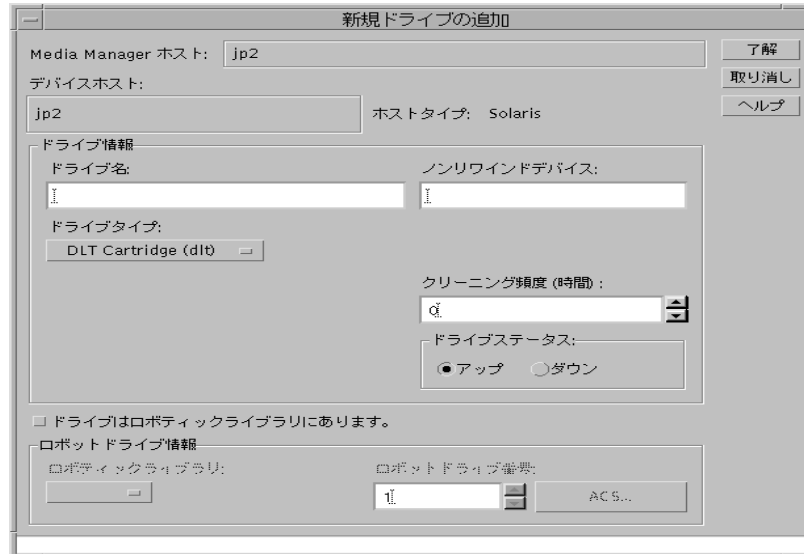 新規ドライブの追加
Media Manager ホスト: jp2
了解
デバイスホスト:
取り消し
jp2
ホストタイプ: Solaris
ヘルプ
ドライブ情報
ドライブ名:
ノンリワインドデバイス:
ドライブタイプ:
DLT Cartridge (dlt)
クリーニング頻度 (時間) :
0
ドライブステータス:
アップ ダウン
ドライブはロボティックライブラリにあります。
ロボットドライブ情報
ロボティックライブラリ:
ロボットドライブ番号:
1
ACS...